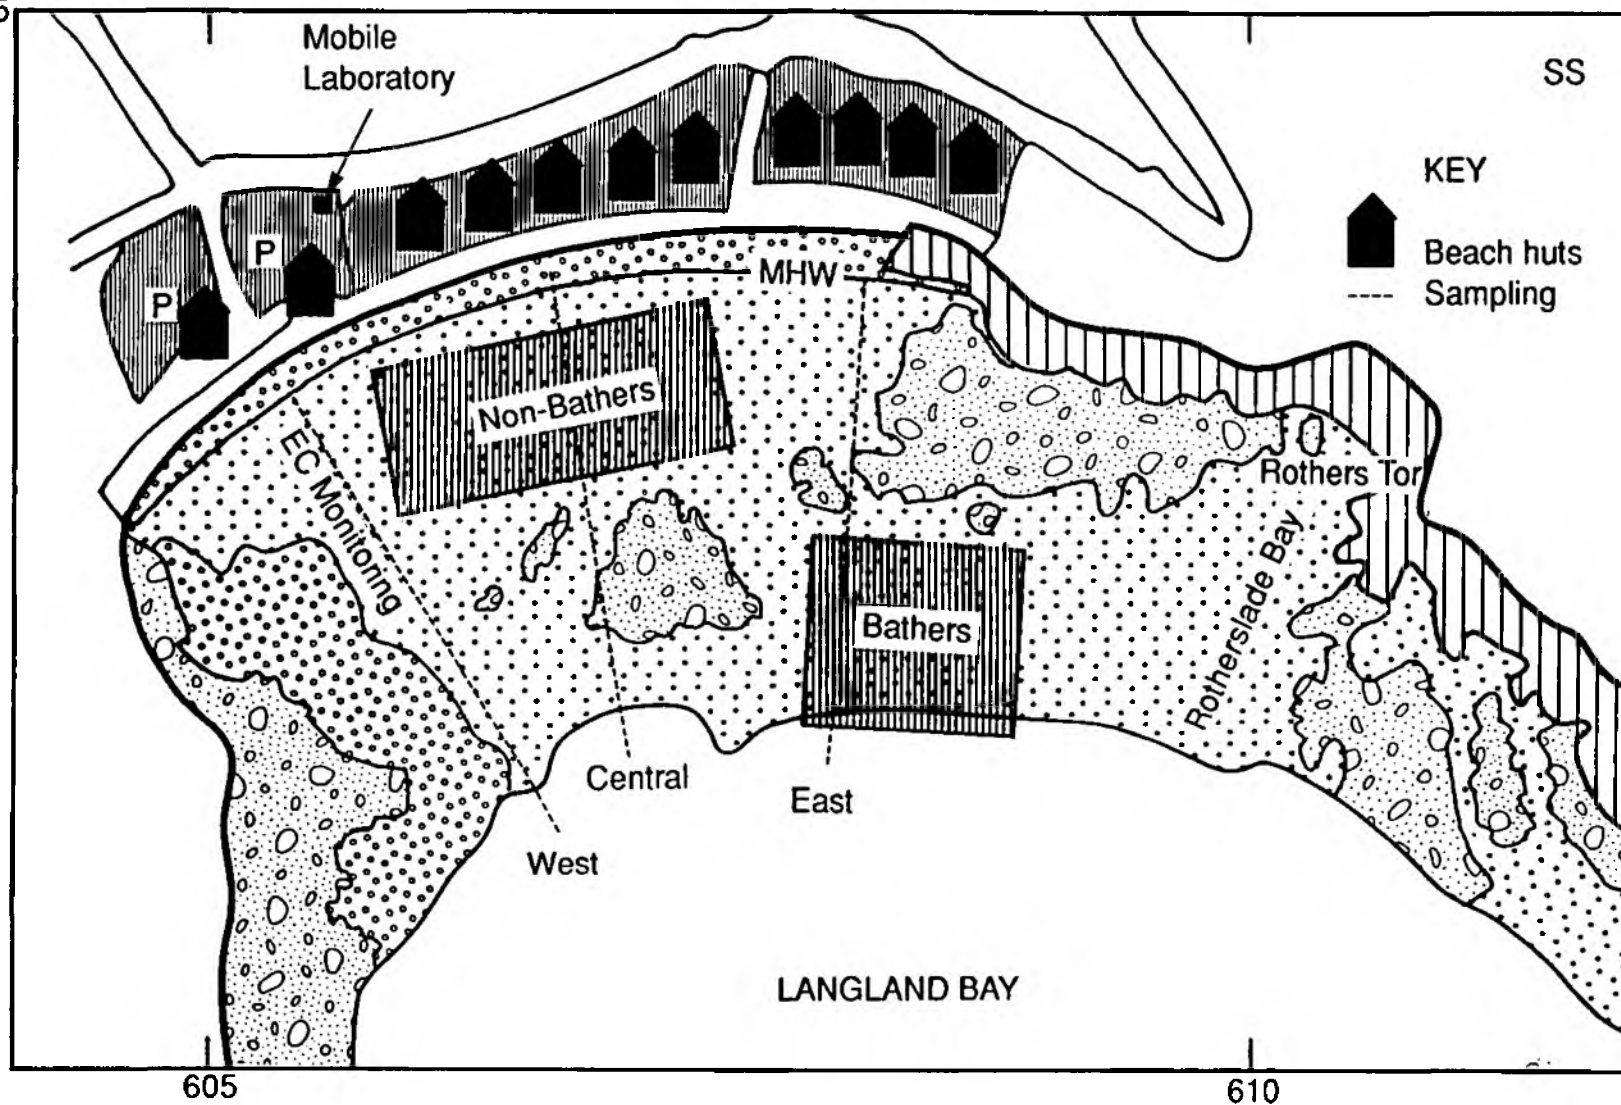 Mobile
Laboratory
SS
KEY
Beach huts
Sampling
P
P
MHW
Non-Bathers
EC Monitoring
Rothers Tor
Rotherslade Bay
Bathers
Central
East
West
LANGLAND BAY
605
610